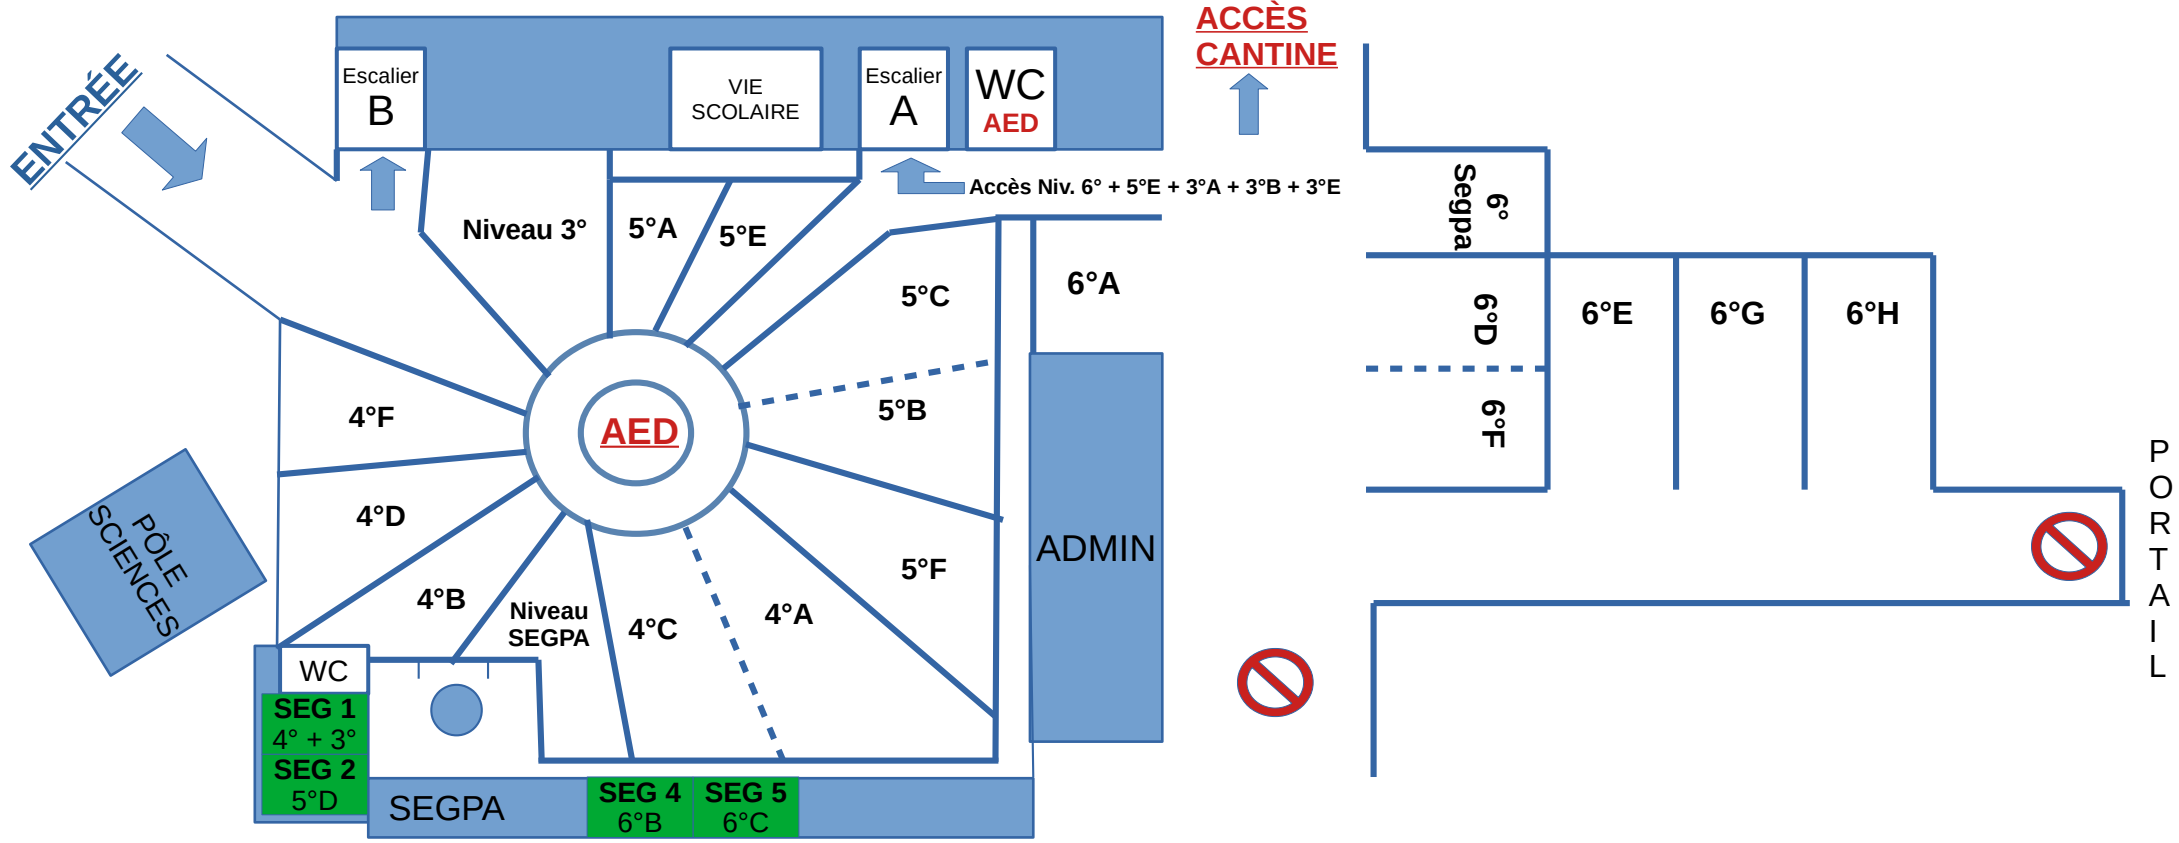 ENTRÉE
Escalier
B
VIE
SCOLAIRE
Escalier
A
WC
AED
ACCÈS
CANTINE
Accès Niv. 6° + 5°E + 3°A + 3°B + 3°E
Niveau 3°
5°A
5°E
5°C
6°A
6°
Segpa
6°D
6°E
6°G
6°H
4°F
AED
5°B
6°F
PORTAIL
PÔLE
SCIENCES
4°D
ADMIN
5°F
4°B
Niveau
SEGPA
4°C
4°A
WC
SEG 1
4° + 3°
SEG 2
5°D
SEGPA
SEG 4
6°B
SEG 5
6°C